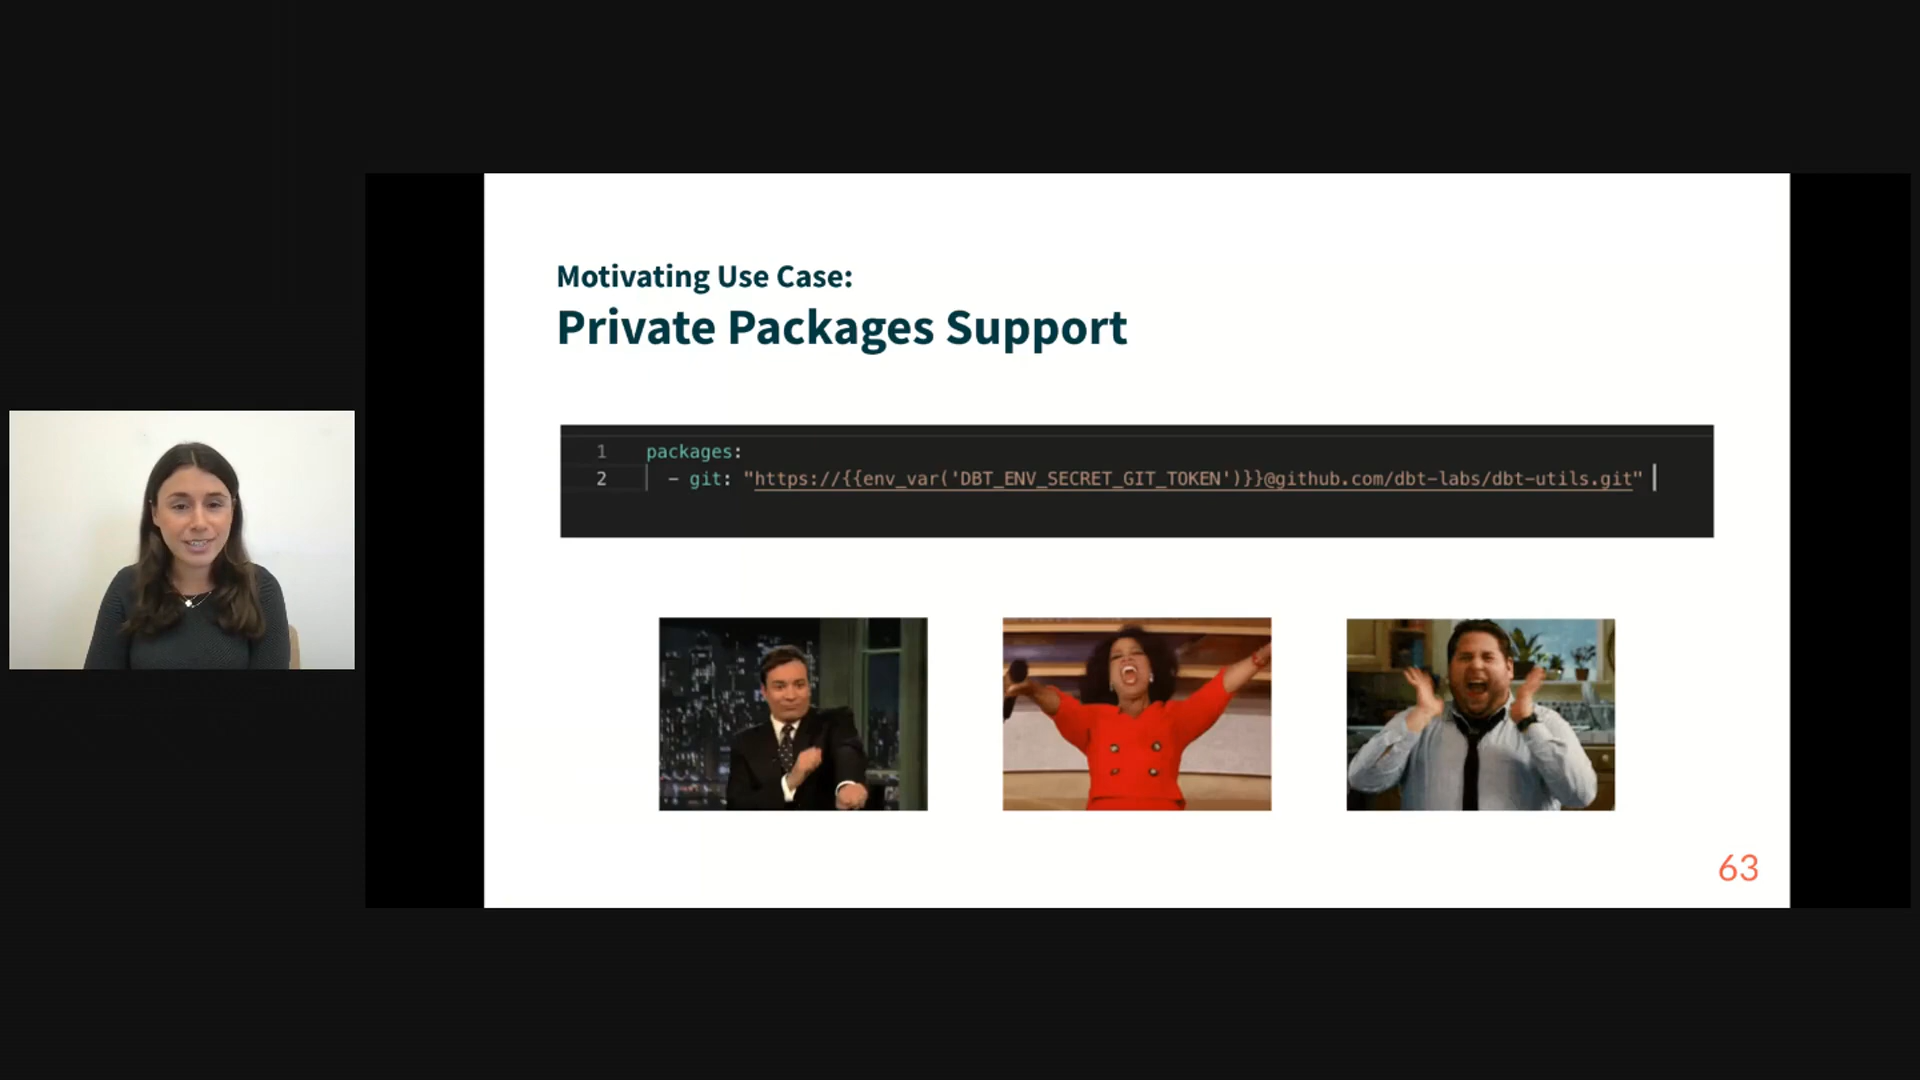 Motivating Use Case:
Private Packages Support
1 packages:
2 - git: "https://{{env_var('DBT_ENV_SECRET_GIT_TOKEN')}}@github.com/dbt-labs/dbt-utils.git"
63